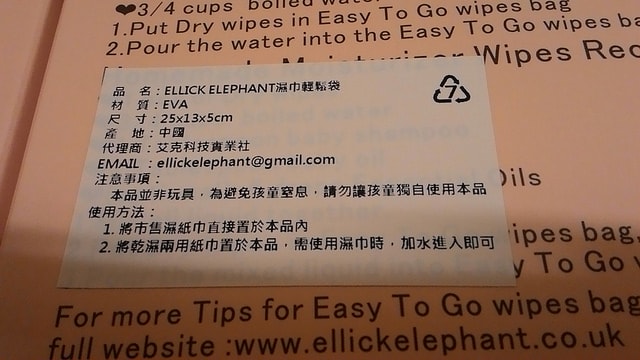 ❤3/4 cups boiled water
1.Put Dry wipes in Easy To Go wipes bag
2.Pour the water into the Easy To Go wipes
Wipes Rec
品 名：ELLICK ELEPHANT濕巾輕鬆袋
材 質：EVA
尺 寸：25x13x5cm
產 地：中國
代理商：艾克科技實業社
EMAIL ：ellickelephant@gmail.com
注意事項：
本品並非玩具，為避免孩童窒息，請勿讓孩童獨自使用本品
使用方法：
1. 將市售濕紙巾直接置於本品內
2. 將乾濕兩用紙巾置於本品，需使用濕巾時，加水進入即可
7
Oils
ipes bag,
y To Go
For more Tips for Easy To Go wipes bag
full website :www.ellickelephant.co.uk